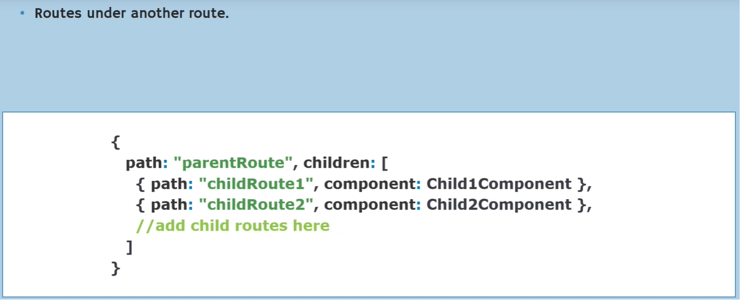 • Routes under another route.
{
path: "parentRoute", children: [
{ path: "childRoute1", component: Child1Component },
{ path: "childRoute2", component: Child2Component },
//add child routes here
]
}